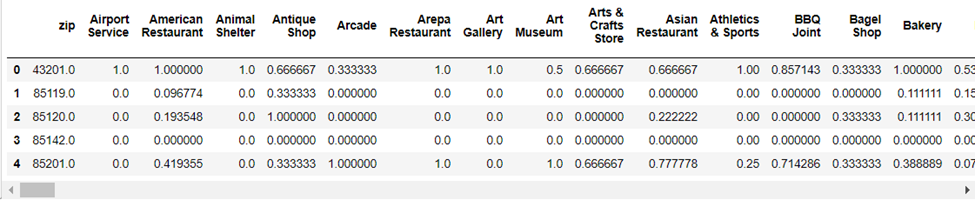 zip Airport Service American Restaurant Animal Shelter Antique Shop Arcade Arepa Restaurant Art Gallery Art Museum Arts & Crafts Store Asian Restaurant Athletics & Sports BBQ Joint Bagel Shop Bakery
0 43201.0 1.0 1.000000 1.0 0.666667 0.333333 1.0 1.0 0.5 0.666667 0.666667 1.00 0.857143 0.333333 1.000000 0.53
1 85119.0 0.0 0.096774 0.0 0.333333 0.000000 0.0 0.0 0.0 0.000000 0.000000 0.00 0.000000 0.000000 0.111111 0.15
2 85120.0 0.0 0.193548 0.0 1.000000 0.000000 0.0 0.0 0.0 0.000000 0.222222 0.00 0.000000 0.333333 0.111111 0.30
3 85142.0 0.0 0.000000 0.0 0.000000 0.000000 0.0 0.0 0.0 0.000000 0.000000 0.00 0.000000 0.000000 0.000000 0.00
4 85201.0 0.0 0.419355 0.0 0.333333 1.000000 1.0 0.0 1.0 0.666667 0.777778 0.25 0.714286 0.333333 0.388889 0.07